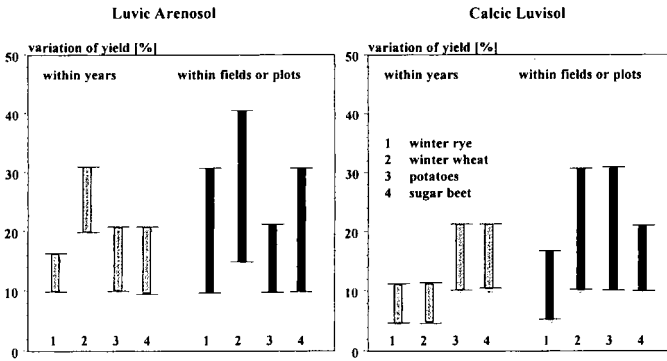 Luvic Arenosol
Calcic Luvisol
variation of yield [%]
within years
within fields or plots
50
40
30
20
10
0
1 2 3 4 1 2 3 4
variation of yield [%]
within years
within fields or plots
1 winter rye
2 winter wheat
3 potatoes
4 sugar beet
50
40
30
20
10
0
1 2 3 4 1 2 3 4